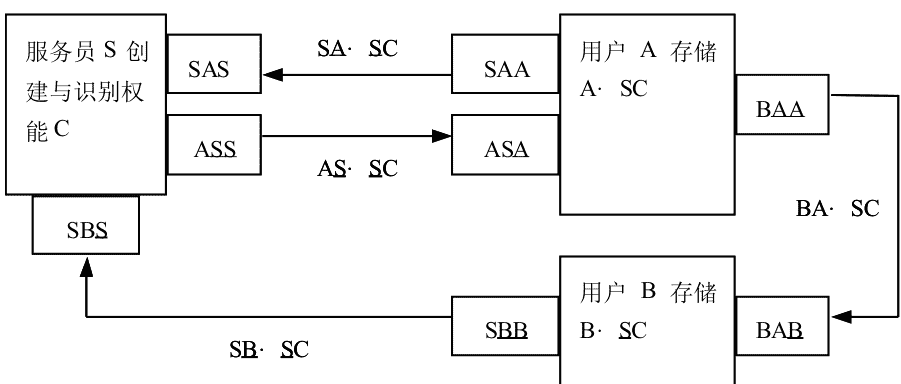 服务员 S 创
建与识别权
能 C
SAS
SA· SC
SAA
用户 A 存储
A· SC
BAA
ASS
AS· SC
ASA
BA· SC
SBS
SB· SC
SBB
用户 B 存储
B· SC
BAB